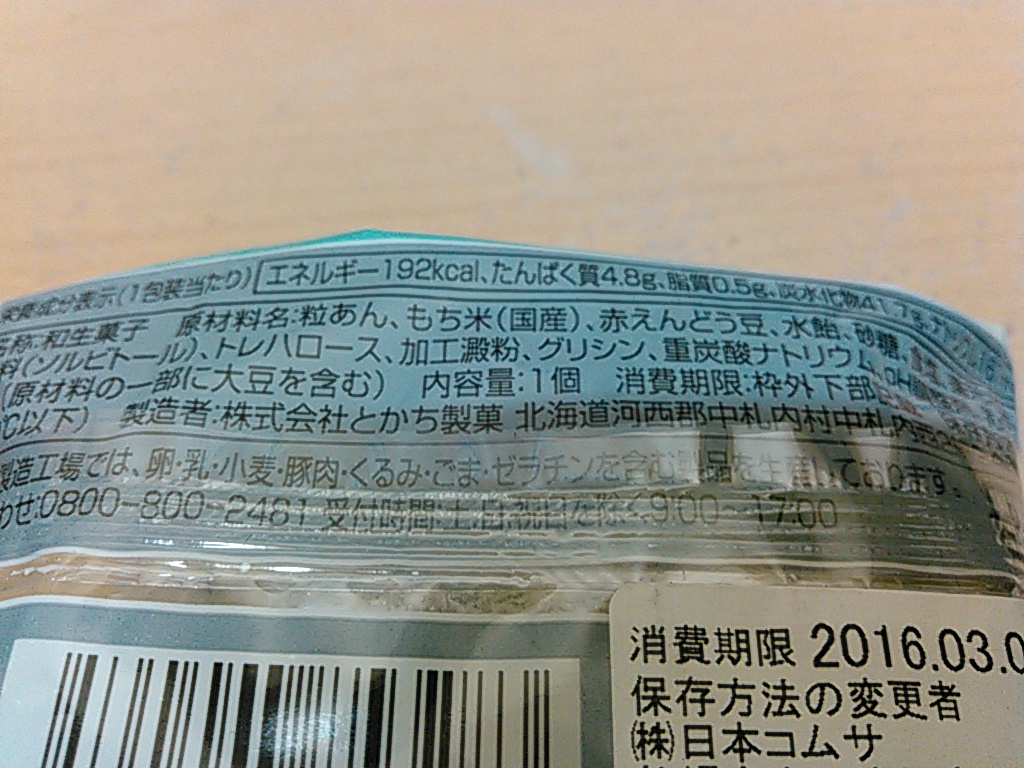 栄養成分表示(1包装当たり)[エネルギー192kcal、たんぱく質4.8g、脂質0.5g、炭水化物41.7g、
名称:和生菓子 原材料名:粒あん、もち米(国産)、赤えんどう豆、水飴、砂糖、
料(ソルビトール)、トレハロース、加工澱粉、グリシン、重炭酸ナトリウム、pH
(原材料の一部に大豆を含む) 内容量:1個 消費期限:枠外下部
℃以下) 製造者:株式会社とかち製菓 北海道河西郡中札内村中札内
製造工場では、卵・乳・小麦・豚肉・くるみ・ごま・ゼラチンを含む製品を生産しております。
わせ:0800-800-2481 受付時間:土・日・祝日を除く9:00~17:00
消費期限 2016.03.0
保存方法の変更者
(株)日本コムサ